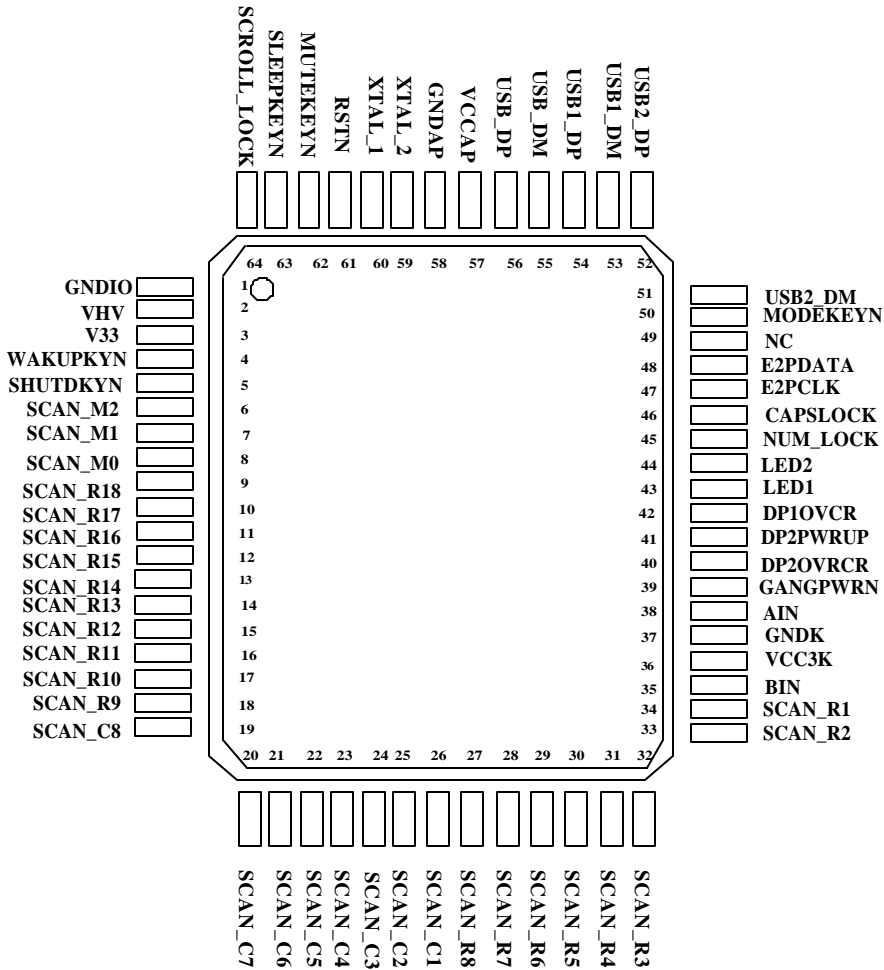 SCROLL_LOCK
SLEEPKEYN
MUTEKEYN
RSTN
XTAL_1
XTAL_2
GNDAP
VCCAP
USB_DP
USB_DM
USB1_DP
USB1_DM
USB2_DP
64 63 62 61 60 59 58 57 56 55 54 53 52
GNDIO 1
VHV 2
V33 3
WAKUPKYN 4
SHUTDKYN 5
SCAN_M2 6
SCAN_M1 7
SCAN_M0 8
SCAN_R18 9
SCAN_R17 10
SCAN_R16 11
SCAN_R15 12
SCAN_R14 13
SCAN_R13 14
SCAN_R12 15
SCAN_R11 16
SCAN_R10 17
SCAN_R9 18
SCAN_C8 19
51 USB2_DM
50 MODEKEYN
49 NC
48 E2PDATA
47 E2PCLK
46 CAPSLOCK
45 NUM_LOCK
44 LED2
43 LED1
42 DP1OVCR
41 DP2PWRUP
40 DP2OVRCR
39 GANGPWRN
38 AIN
37 GNDK
36 VCC3K
35 BIN
34 SCAN_R1
33 SCAN_R2
20 21 22 23 24 25 26 27 28 29 30 31 32
SCAN_C7
SCAN_C6
SCAN_C5
SCAN_C4
SCAN_C3
SCAN_C2
SCAN_C1
SCAN_R8
SCAN_R7
SCAN_R6
SCAN_R5
SCAN_R4
SCAN_R3